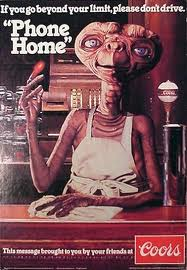 If you go beyond your limit, please don't drive.
"Phone
Home"
This message brought to you by your friends at Coors